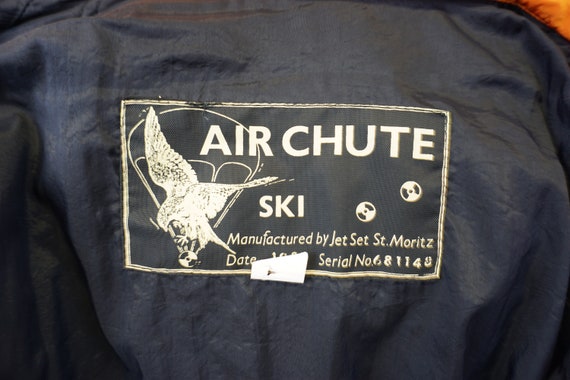 AIR CHUTE
SKI
Manufactured by Jet Set St. Moritz
Date Serial No. 681148